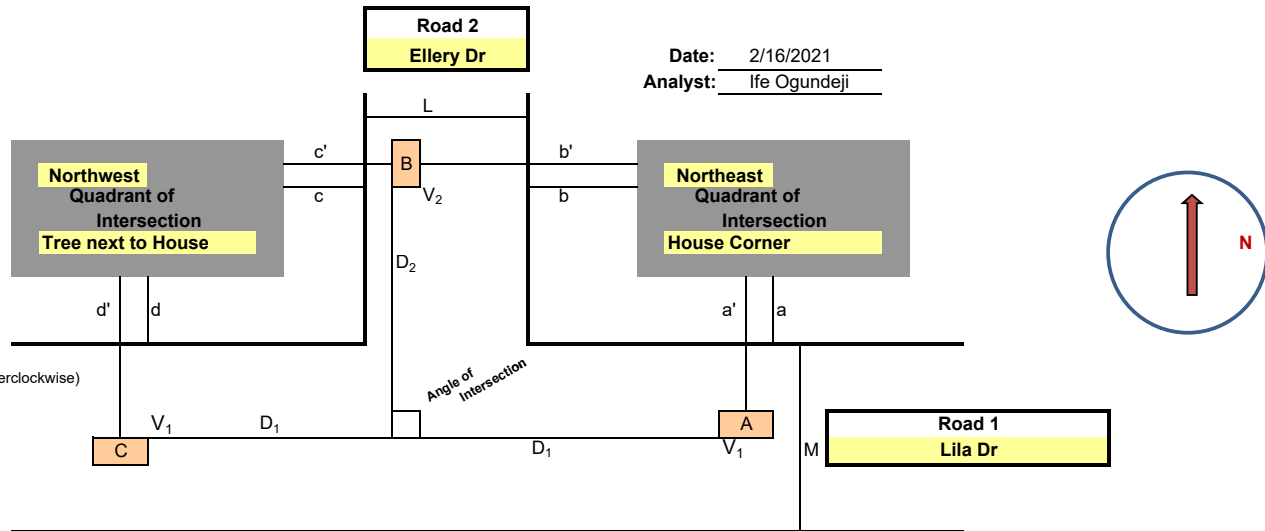 Road 2
Ellery Dr
Date: 2/16/2021
Analyst: Ife Ogundeji
L
c' B b'
Northwest
Quadrant of
Intersection
Tree next to House
c V₂ b
Northeast
Quadrant of
Intersection
House Corner
N
D₂
d' d a' a
erclockwise)
Angle of
Intersection
V₁ D₁ A
C D₁ V₁ M
Road 1
Lila Dr